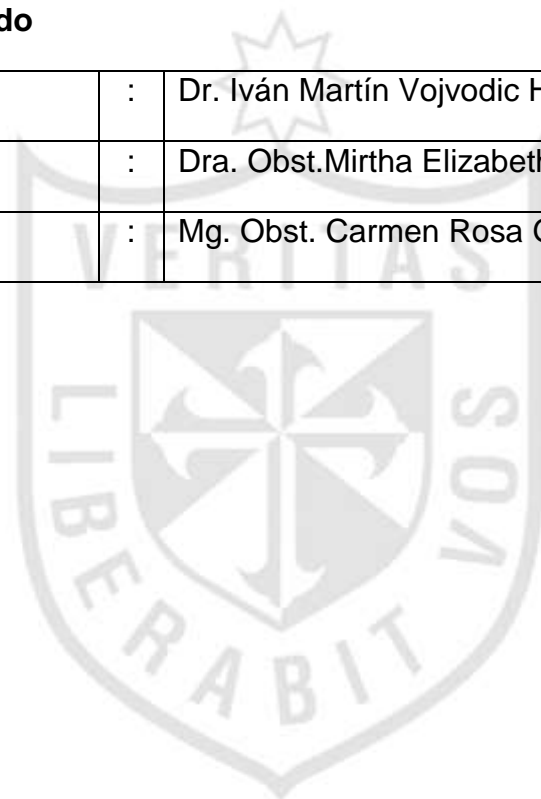 do
: Dr. Iván Martín Vojvodic H
: Dra. Obst.Mirtha Elizabeth
: Mg. Obst. Carmen Rosa
VERITAS
LIBERABIT VOS